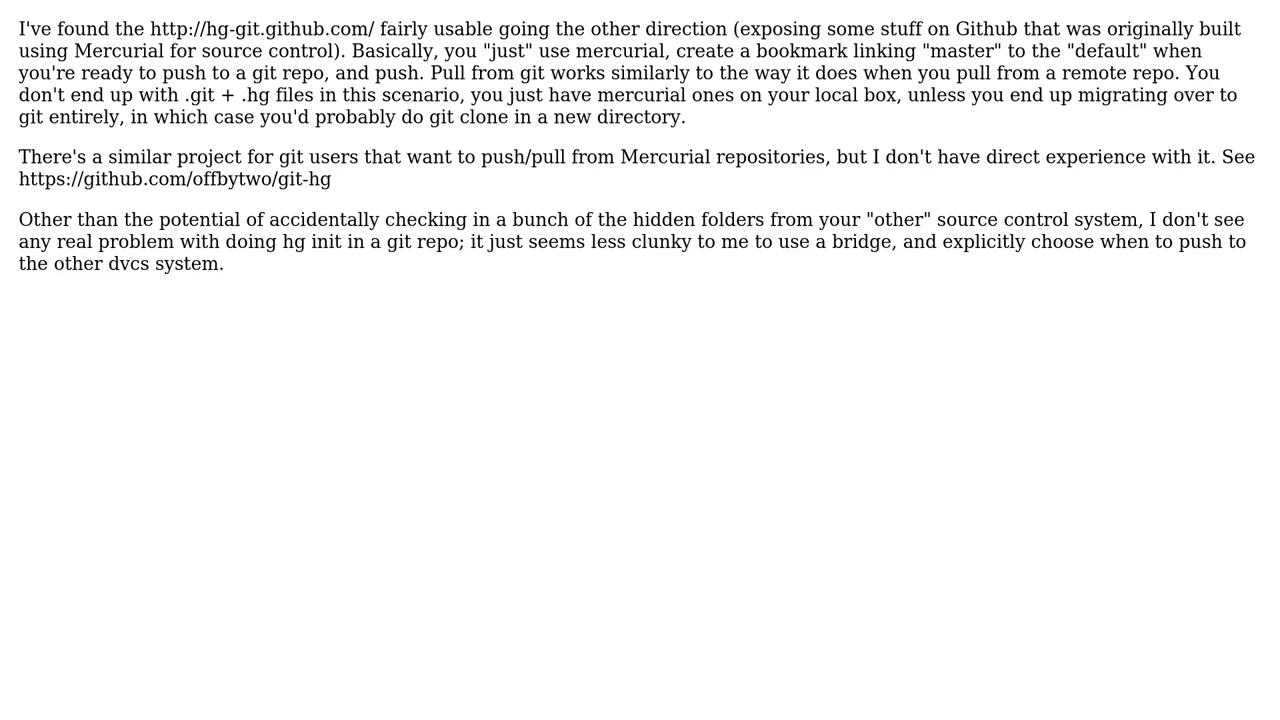 I've found the http://hg-git.github.com/ fairly usable going the other direction (exposing some stuff on Github that was originally built
using Mercurial for source control). Basically, you "just" use mercurial, create a bookmark linking "master" to the "default" when
you're ready to push to a git repo, and push. Pull from git works similarly to the way it does when you pull from a remote repo. You
don't end up with .git + .hg files in this scenario, you just have mercurial ones on your local box, unless you end up migrating over to
git entirely, in which case you'd probably do git clone in a new directory.
There's a similar project for git users that want to push/pull from Mercurial repositories, but I don't have direct experience with it. See
https://github.com/offbytwo/git-hg
Other than the potential of accidentally checking in a bunch of the hidden folders from your "other" source control system, I don't see
any real problem with doing hg init in a git repo; it just seems less clunky to me to use a bridge, and explicitly choose when to push to
the other dvcs system.